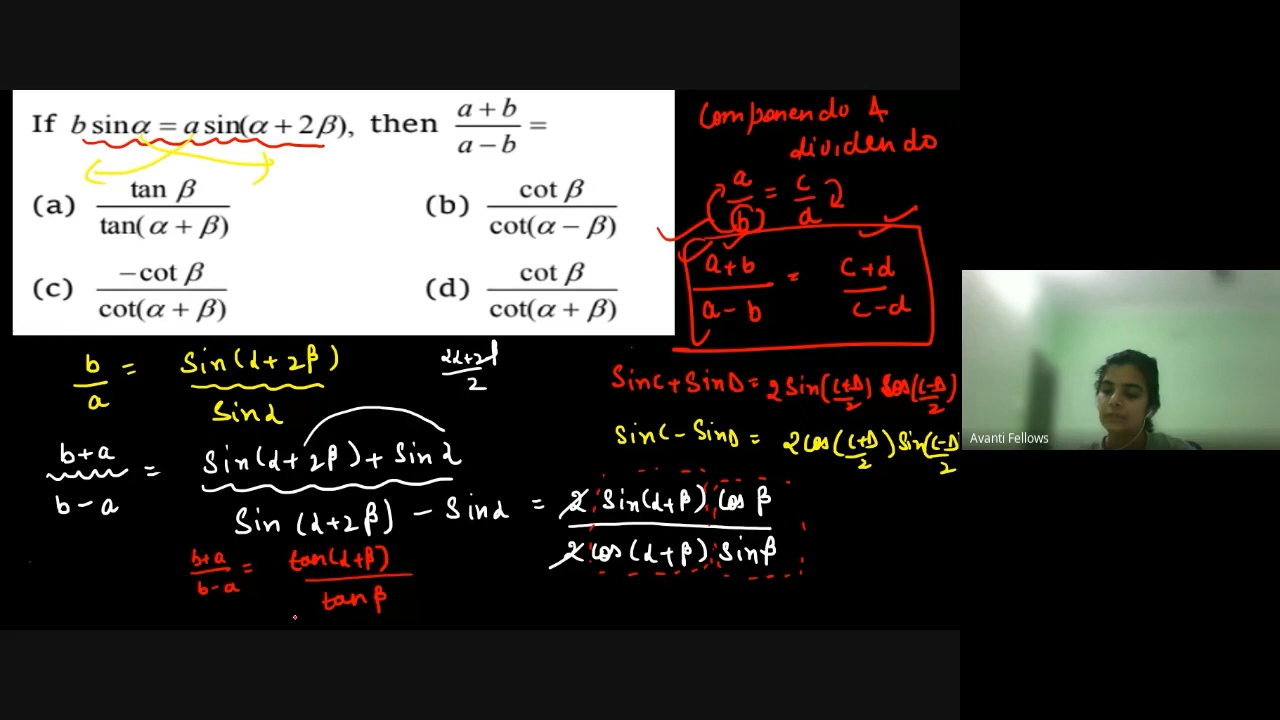 If b sinα = a sin(α + 2β), then (a + b)/(a − b) =
(a) tan β / tan(α + β)
(b) cot β / cot(α − β)
(c) −cot β / cot(α + β)
(d) cot β / cot(α + β)
Componendo &
dividendo
a/b = c/d
(a+b)/(a−b) = (c+d)/(c−d)
SinC + SinD = 2 Sin((C+D)/2) Cos((C−D)/2)
SinC − SinD = 2 Cos((C+D)/2) Sin((C−D)/2)
b/a = Sin(α+2β) / Sinα
(2α+2β)/2
(b+a)/(b−a) = (Sin(α+2β) + Sinα) / (Sin(α+2β) − Sinα) = (2 Sin(α+β) Cos β) / (2 Cos(α+β) Sinβ)
(b+a)/(b−a) = tan(α+β) / tan β
Avanti Fellows